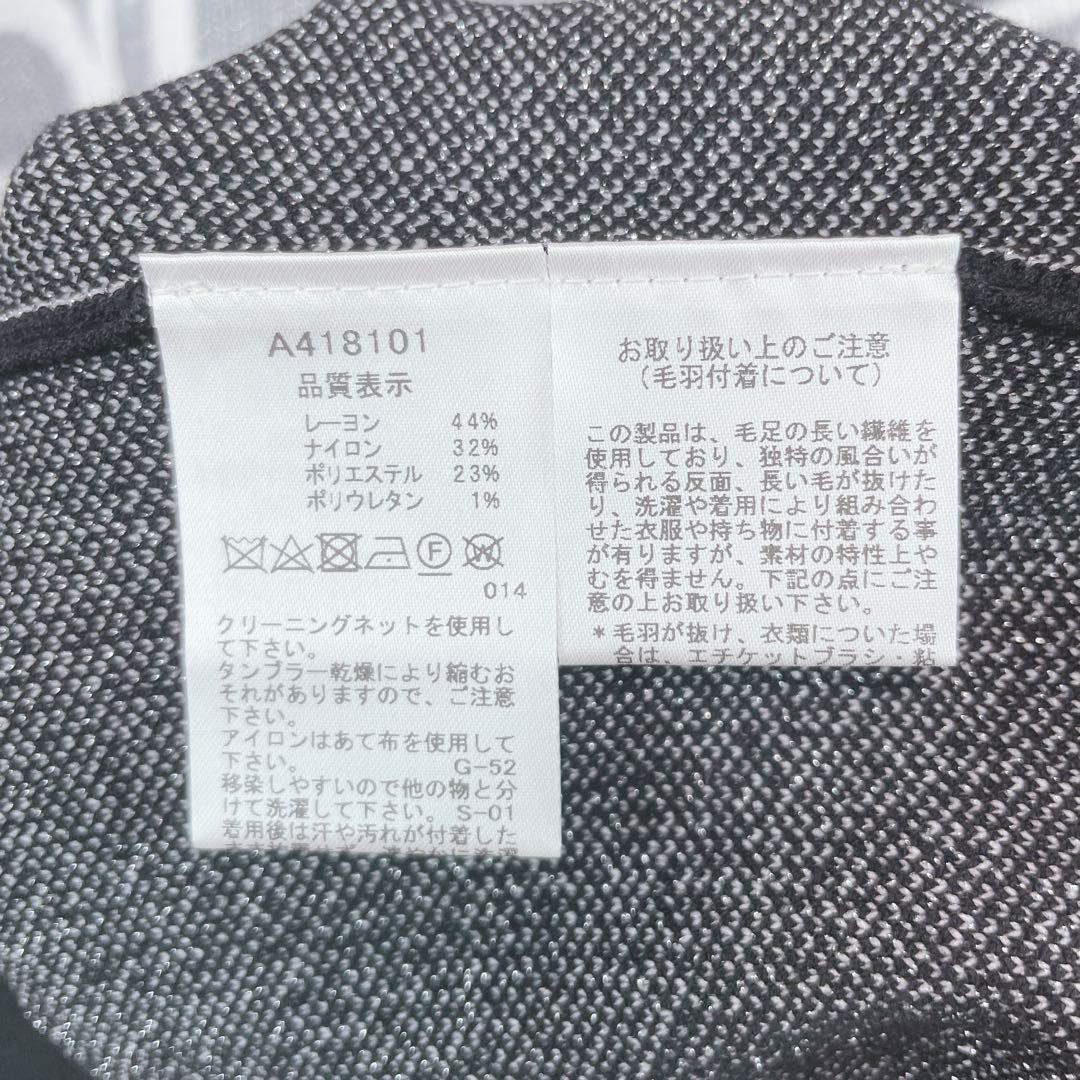 A418101
品質表示
レーヨン 44%
ナイロン 32%
ポリエステル 23%
ポリウレタン 1%
F W
014
クリーニングネットを使用し
て下さい。
タンブラー乾燥により縮むお
それがありますので、ご注意
下さい。
アイロンはあて布を使用して
下さい。 G-52
移染しやすいので他の物と分
けて洗濯して下さい。S-01
着用後は汗や汚れが付着した
お取り扱い上のご注意
(毛羽付着について)
この製品は、毛足の長い繊維を
使用しており、独特の風合いが
得られる反面、長い毛が抜けた
り、洗濯や着用により組み合わ
せた衣服や持ち物に付着する事
が有りますが、素材の特性上や
むを得ません。下記の点にご注
意の上お取り扱い下さい。
*毛羽が抜け、衣類についた場
合は、エチケットブラシ・粘